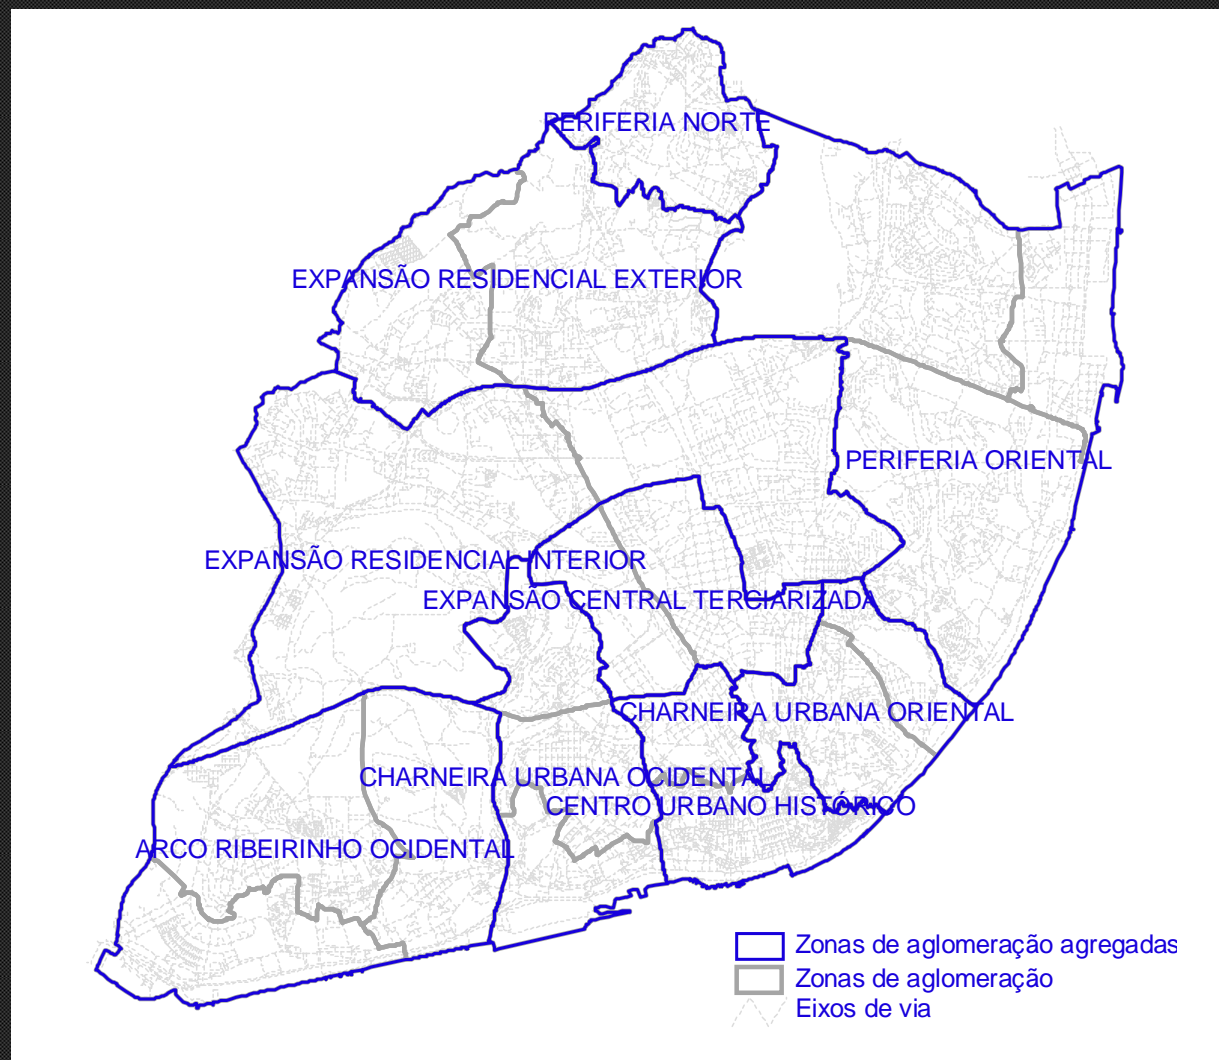 PERIFERIA NORTE
EXPANSÃO RESIDENCIAL EXTERIOR
PERIFERIA ORIENTAL
EXPANSÃO RESIDENCIAL INTERIOR
EXPANSÃO CENTRAL TERCIARIZADA
CHARNEIRA URBANA ORIENTAL
CHARNEIRA URBANA OCIDENTAL
CENTRO URBANO HISTÓRICO
ARCO RIBEIRINHO OCIDENTAL
Zonas de aglomeração agregadas
Zonas de aglomeração
Eixos de via